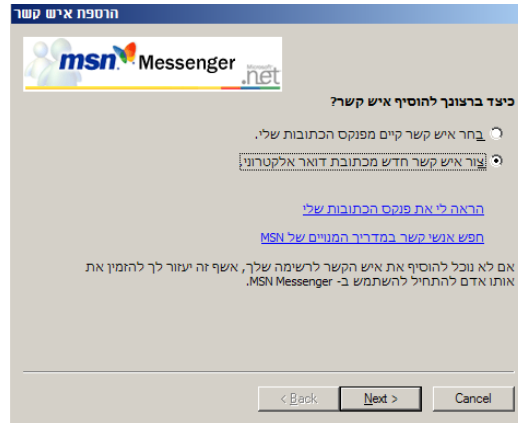 הוספת איש קשר
msn Messenger
Microsoft
.net
כיצד ברצונך להוסיף איש קשר?
בחר איש קשר קיים מפנקס הכתובות שלי.
צור איש קשר חדש מכתובת דואר אלקטרוני.
הראה לי את פנקס הכתובות שלי
חפש אנשי קשר במדריך המנויים של MSN
אם לא נוכל להוסיף את איש הקשר לרשימה שלך, אשף זה יעזור לך להזמין את
אותו אדם להתחיל להשתמש ב- MSN Messenger.
< Back
Next >
Cancel